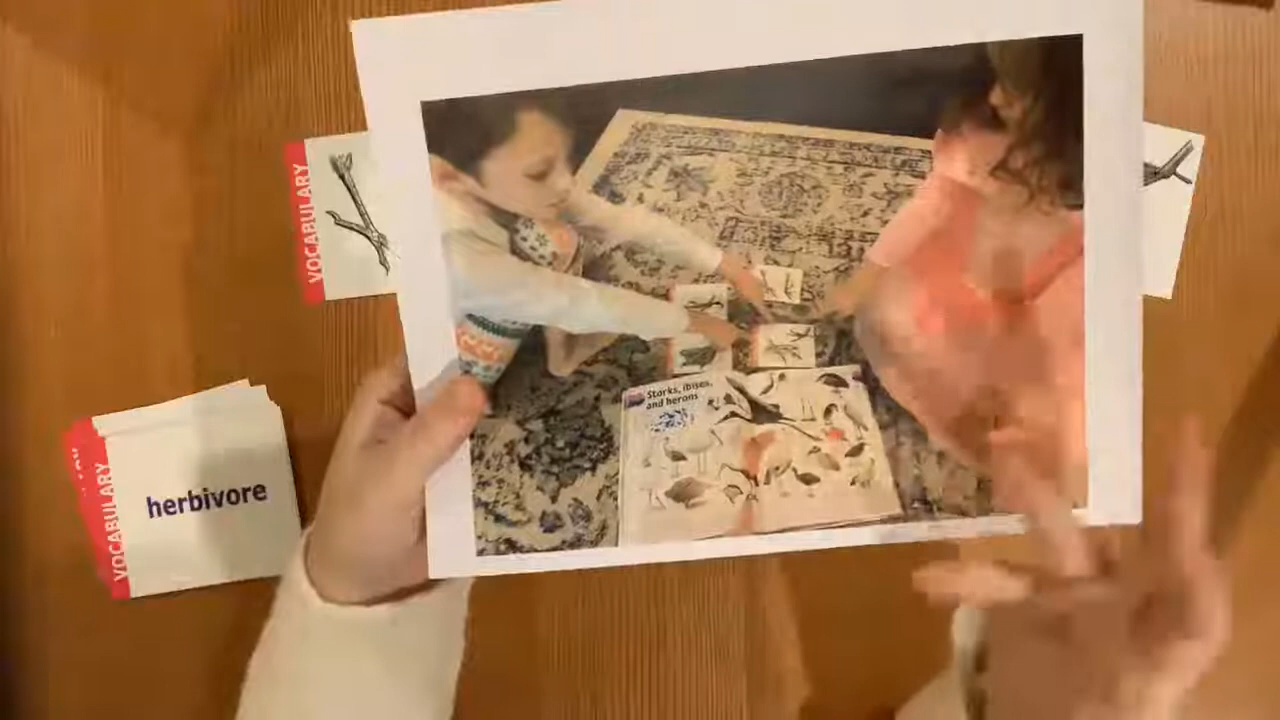 VOCABULARY
Storks, ibises,
and herons
VOCABULARY
herbivore